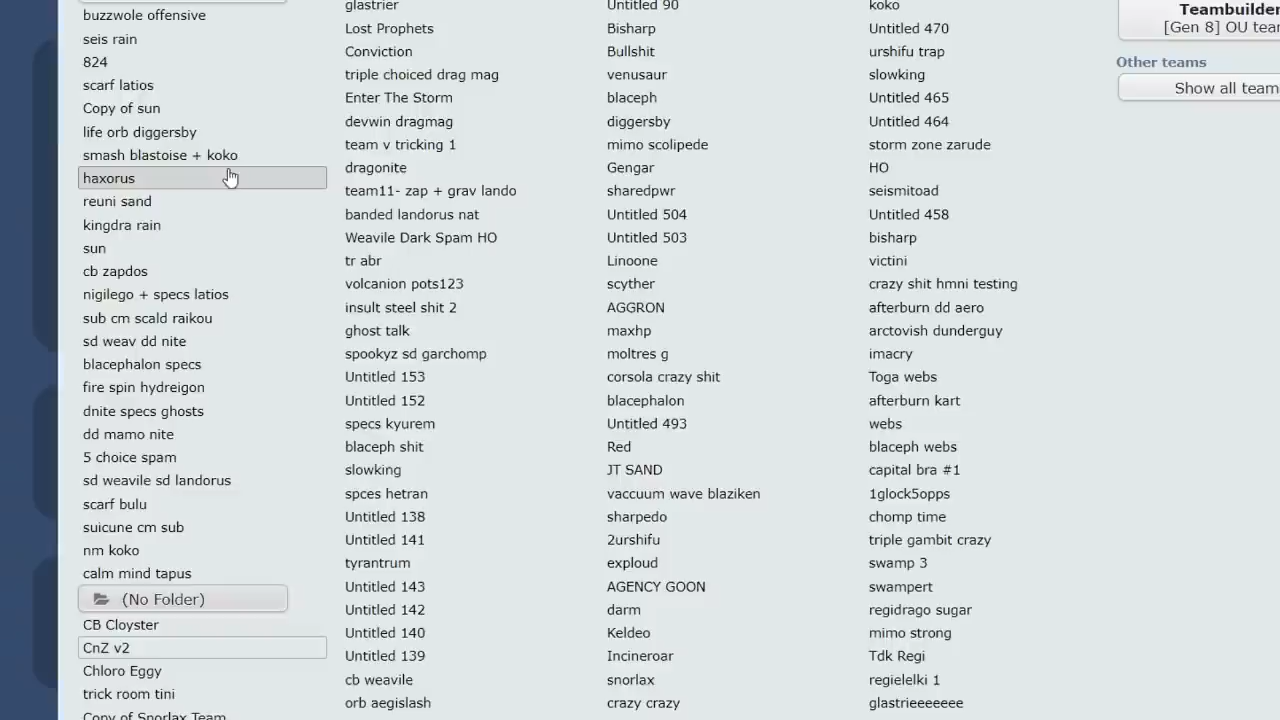 buzzwole offensive
seis rain
824
scarf latios
Copy of sun
life orb diggersby
smash blastoise + koko
haxorus
reuni sand
kingdra rain
sun
cb zapdos
nigilego + specs latios
sub cm scald raikou
sd weav dd nite
blacephalon specs
fire spin hydreigon
dnite specs ghosts
dd mamo nite
5 choice spam
sd weavile sd landorus
scarf bulu
suicune cm sub
nm koko
calm mind tapus
(No Folder)
CB Cloyster
CnZ v2
Chloro Eggy
trick room tini
Copy of Snorlax Team
glastrier
Lost Prophets
Conviction
triple choiced drag mag
Enter The Storm
devwin dragmag
team v tricking 1
dragonite
team11- zap + grav lando
banded landorus nat
Weavile Dark Spam HO
tr abr
volcanion pots123
insult steel shit 2
ghost talk
spookyz sd garchomp
Untitled 153
Untitled 152
specs kyurem
blaceph shit
slowking
spces hetran
Untitled 138
Untitled 141
tyrantrum
Untitled 143
Untitled 142
Untitled 140
Untitled 139
cb weavile
orb aegislash
Untitled 90
Bisharp
Bullshit
venusaur
blaceph
diggersby
mimo scolipede
Gengar
sharedpwr
Untitled 504
Untitled 503
Linoone
scyther
AGGRON
maxhp
moltres g
corsola crazy shit
blacephalon
Untitled 493
Red
JT SAND
vaccuum wave blaziken
sharpedo
2urshifu
exploud
AGENCY GOON
darm
Keldeo
Incineroar
snorlax
crazy crazy
koko
Untitled 470
urshifu trap
slowking
Untitled 465
Untitled 464
storm zone zarude
HO
seismitoad
Untitled 458
bisharp
victini
crazy shit hmni testing
afterburn dd aero
arctovish dunderguy
imacry
Toga webs
afterburn kart
webs
blaceph webs
capital bra #1
1glock5opps
chomp time
triple gambit crazy
swamp 3
swampert
regidrago sugar
mimo strong
Tdk Regi
regielelki 1
glastrieeeeeee
Teambuilder
[Gen 8] OU team
Other teams
Show all team